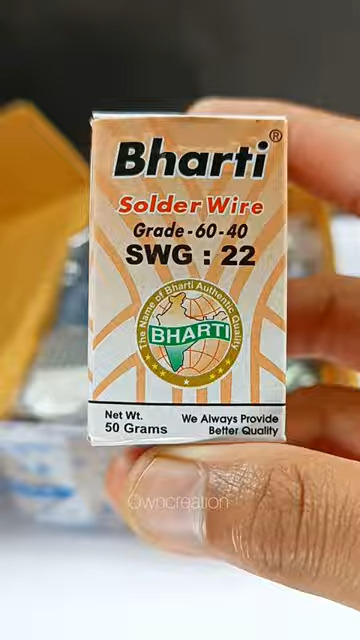 Bharti®
Solder Wire
Grade-60-40
SWG : 22
The Name of Bharti Authentic Quality
BHARTI
Net Wt.
50 Grams
We Always Provide
Better Quality
Owncreation